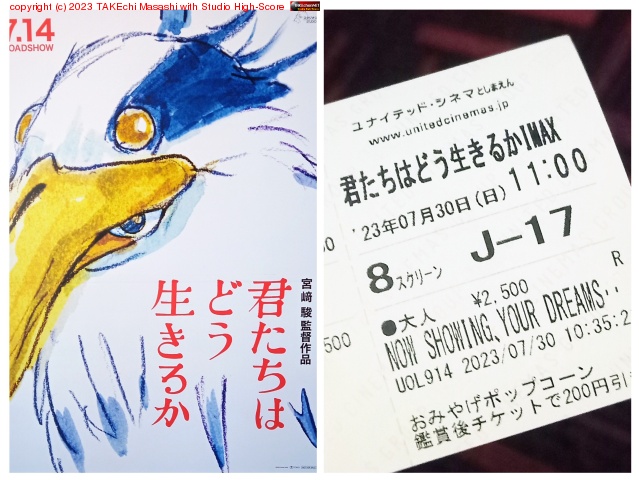 copyright (c) 2023 TAKEchi Masashi with Studio High-Score
7.14
ROADSHOW
宮﨑 駿 監督作品
君たちは
どう
生きるか
ユナイテッド・シネマとしまえん
www.unitedcinemas.jp
君たちはどう生きるかIMAX
'23年07月30日(日) 11:00
8 スクリーン J-17
●大人 ¥2,500
R
NOW SHOWING、YOUR DREAMS・・
UOL914 2023/07/30 10:35:2
500
おみやげポップコーン
鑑賞後チケットで200円引